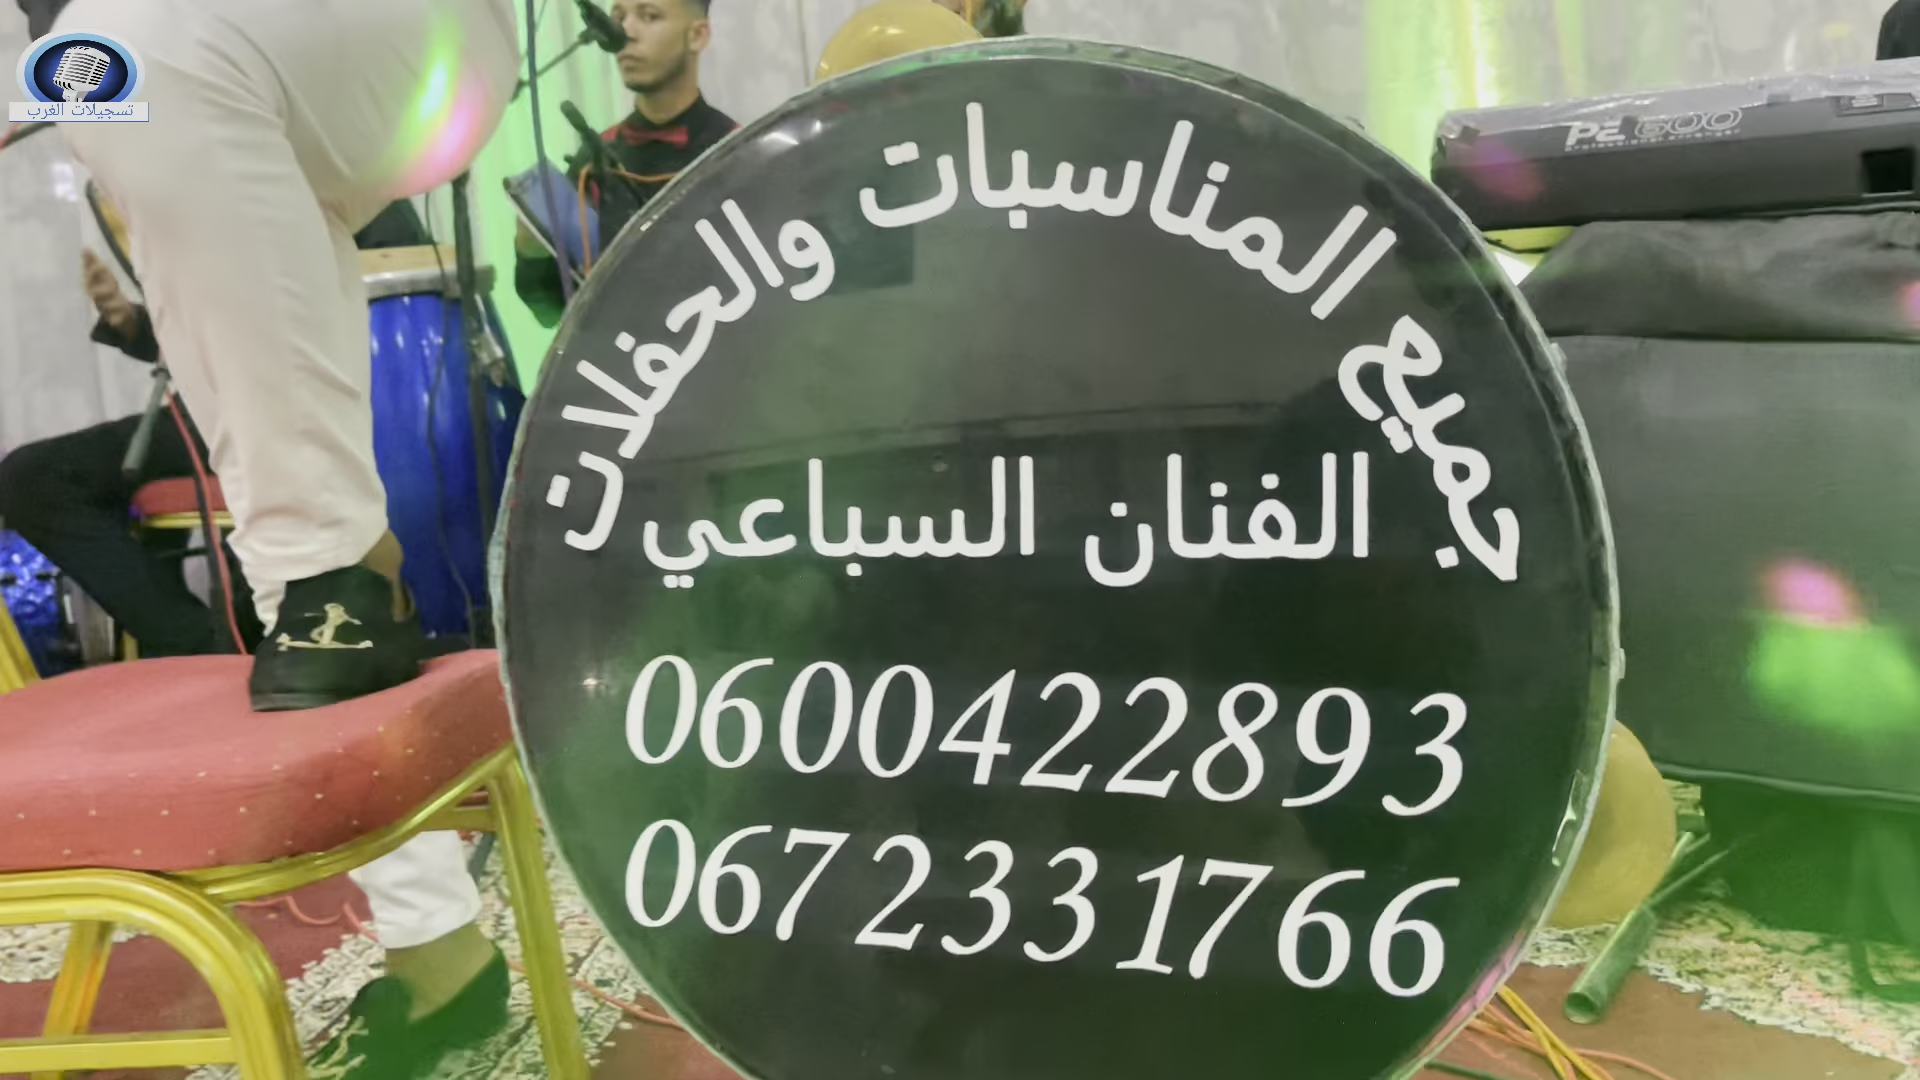 تسجيلات الغرب
PE 600
جميع المناسبات والحفلات
الفنان السباعي
0600422893
0672331766